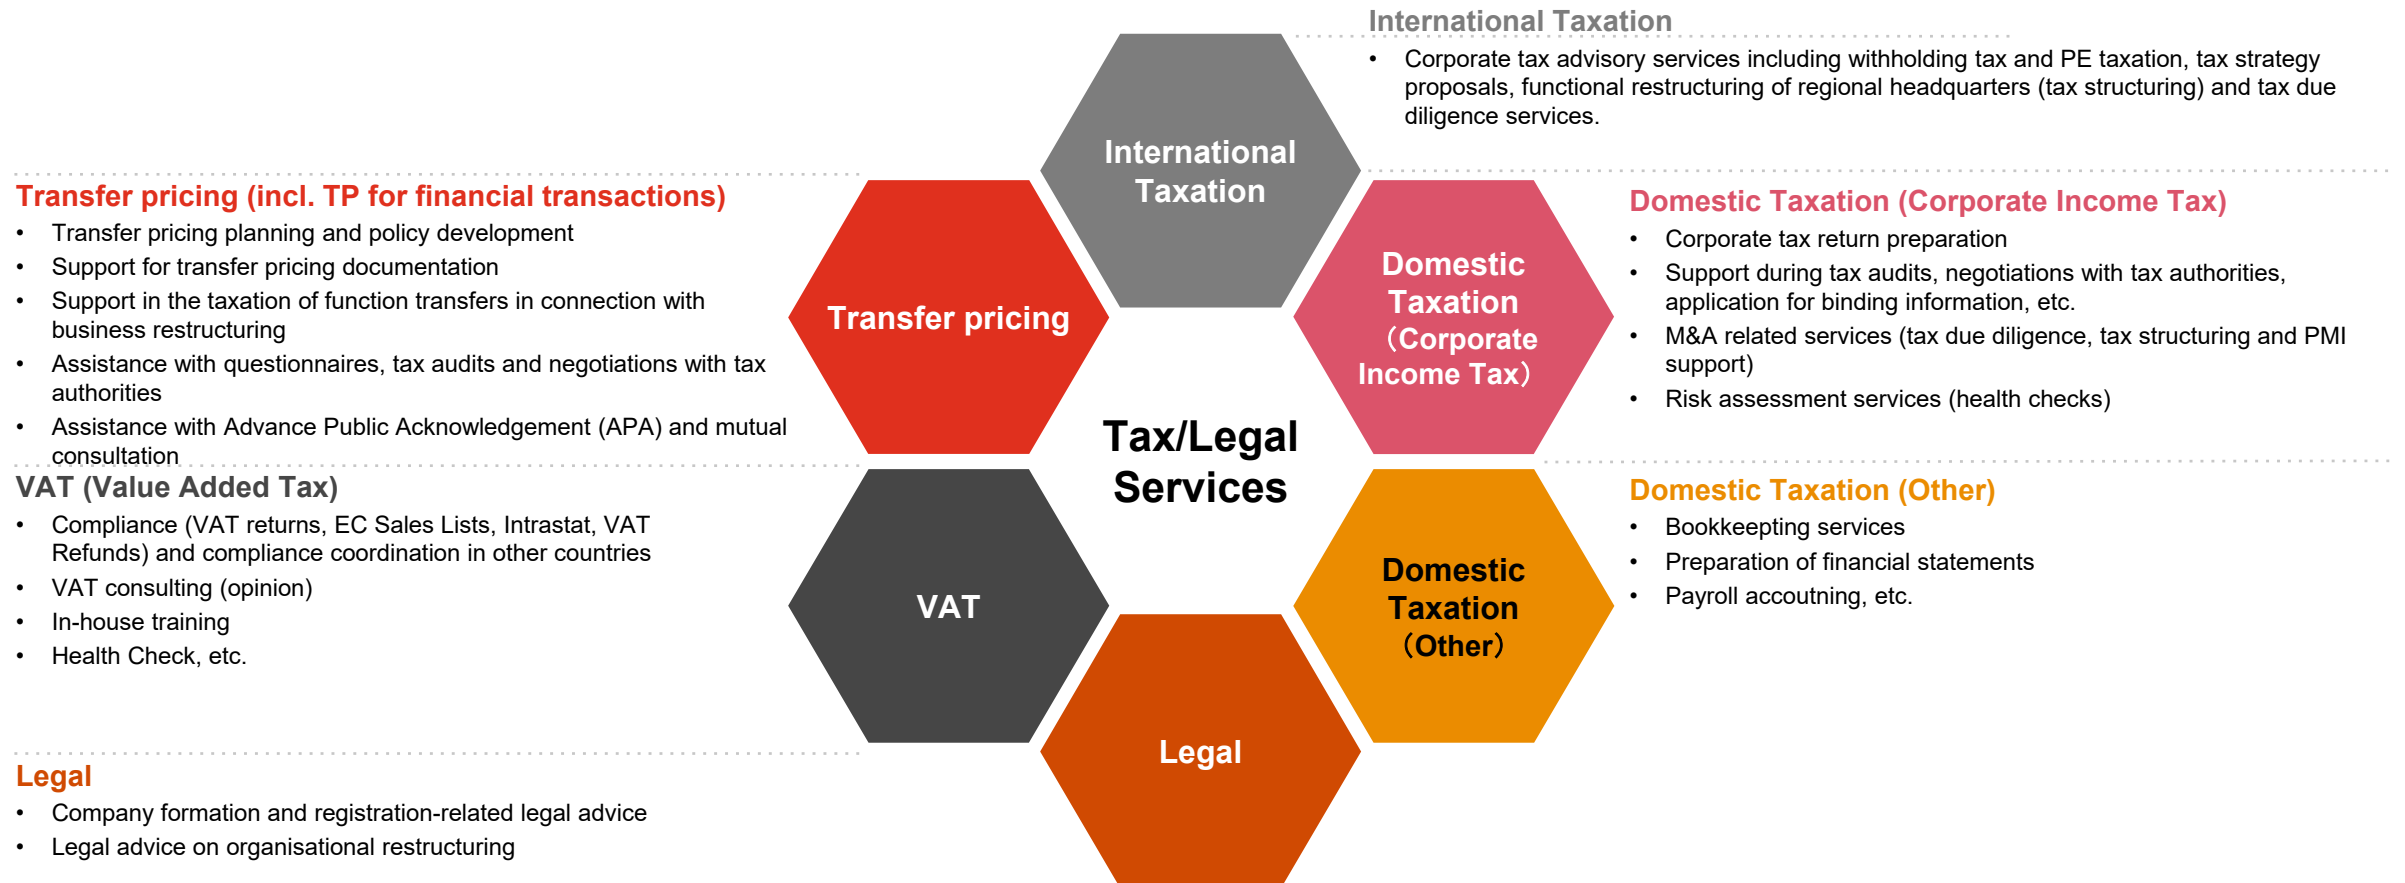 International Taxation
• Corporate tax advisory services including withholding tax and PE taxation, tax strategy
proposals, functional restructuring of regional headquarters (tax structuring) and tax due
diligence services.
International
Taxation
Transfer pricing (incl. TP for financial transactions)
• Transfer pricing planning and policy development
• Support for transfer pricing documentation
• Support in the taxation of function transfers in connection with
business restructuring
• Assistance with questionnaires, tax audits and negotiations with tax
authorities
• Assistance with Advance Public Acknowledgement (APA) and mutual
consultation
Transfer pricing
Domestic
Taxation
（Corporate
Income Tax）
Domestic Taxation (Corporate Income Tax)
• Corporate tax return preparation
• Support during tax audits, negotiations with tax authorities,
application for binding information, etc.
• M&A related services (tax due diligence, tax structuring and PMI
support)
• Risk assessment services (health checks)
Tax/Legal
Services
VAT (Value Added Tax)
• Compliance (VAT returns, EC Sales Lists, Intrastat, VAT
Refunds) and compliance coordination in other countries
• VAT consulting (opinion)
• In-house training
• Health Check, etc.
VAT
Domestic
Taxation
（Other）
Domestic Taxation (Other)
• Bookkeepting services
• Preparation of financial statements
• Payroll accoutning, etc.
Legal
Legal
• Company formation and registration-related legal advice
• Legal advice on organisational restructuring